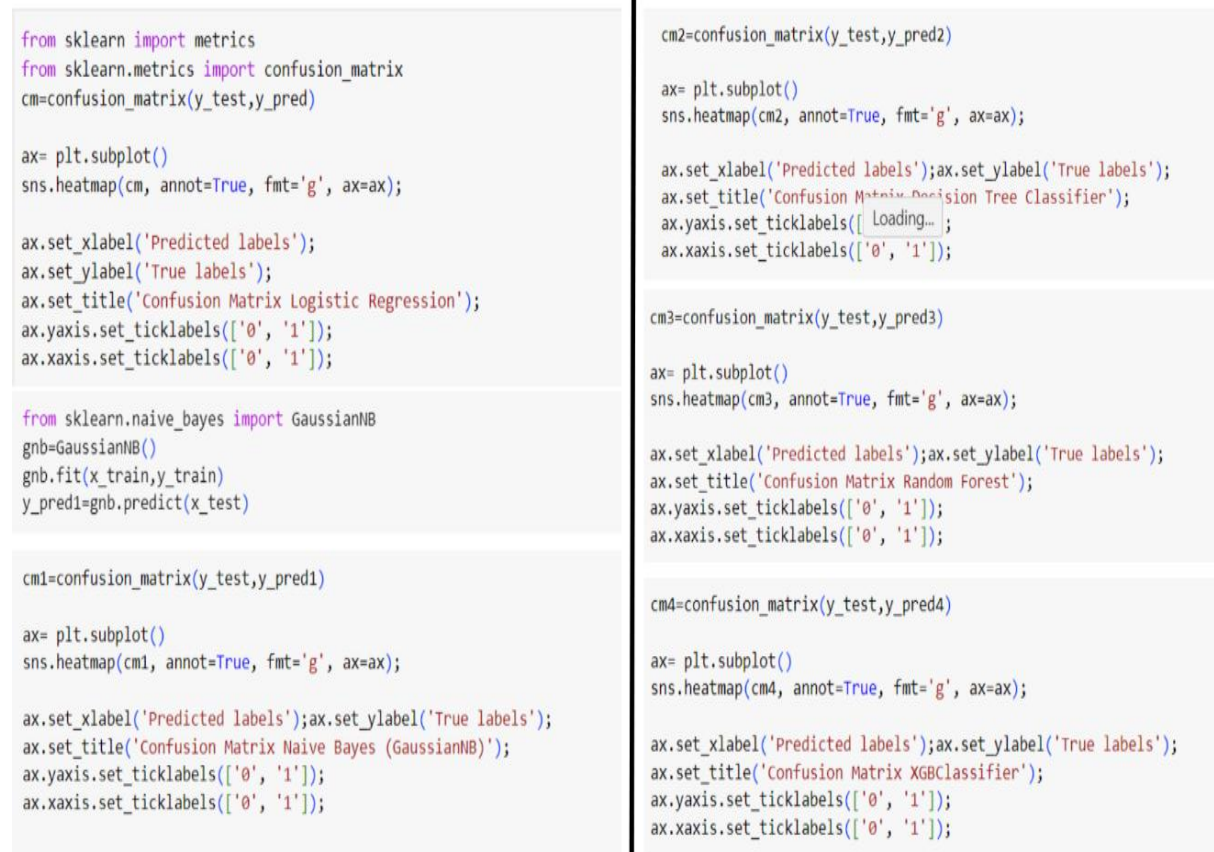 from sklearn import metrics
from sklearn.metrics import confusion_matrix
cm=confusion_matrix(y_test,y_pred)
ax= plt.subplot()
sns.heatmap(cm, annot=True, fmt='g', ax=ax);
ax.set_xlabel('Predicted labels');
ax.set_ylabel('True labels');
ax.set_title('Confusion Matrix Logistic Regression');
ax.yaxis.set_ticklabels(['0', '1']);
ax.xaxis.set_ticklabels(['0', '1']);
from sklearn.naive_bayes import GaussianNB
gnb=GaussianNB()
gnb.fit(x_train,y_train)
y_pred1=gnb.predict(x_test)
cm1=confusion_matrix(y_test,y_pred1)
ax= plt.subplot()
sns.heatmap(cm1, annot=True, fmt='g', ax=ax);
ax.set_xlabel('Predicted labels');ax.set_ylabel('True labels');
ax.set_title('Confusion Matrix Naive Bayes (GaussianNB)');
ax.yaxis.set_ticklabels(['0', '1']);
ax.xaxis.set_ticklabels(['0', '1']);
cm2=confusion_matrix(y_test,y_pred2)
ax= plt.subplot()
sns.heatmap(cm2, annot=True, fmt='g', ax=ax);
ax.set_xlabel('Predicted labels');ax.set_ylabel('True labels');
ax.set_title('Confusion Matrix Decision Tree Classifier');
ax.yaxis.set_ticklabels([ Loading... ;
ax.xaxis.set_ticklabels(['0', '1']);
cm3=confusion_matrix(y_test,y_pred3)
ax= plt.subplot()
sns.heatmap(cm3, annot=True, fmt='g', ax=ax);
ax.set_xlabel('Predicted labels');ax.set_ylabel('True labels');
ax.set_title('Confusion Matrix Random Forest');
ax.yaxis.set_ticklabels(['0', '1']);
ax.xaxis.set_ticklabels(['0', '1']);
cm4=confusion_matrix(y_test,y_pred4)
ax= plt.subplot()
sns.heatmap(cm4, annot=True, fmt='g', ax=ax);
ax.set_xlabel('Predicted labels');ax.set_ylabel('True labels');
ax.set_title('Confusion Matrix XGBClassifier');
ax.yaxis.set_ticklabels(['0', '1']);
ax.xaxis.set_ticklabels(['0', '1']);